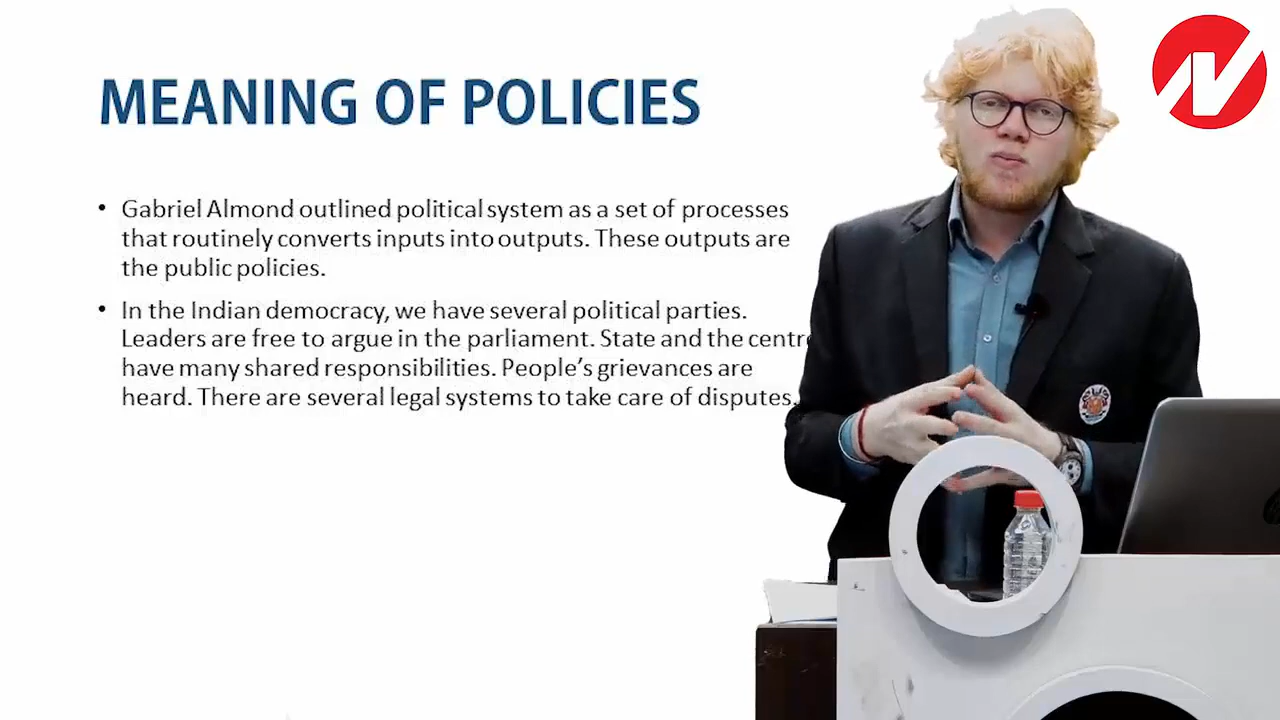 MEANING OF POLICIES
• Gabriel Almond outlined political system as a set of processes
that routinely converts inputs into outputs. These outputs are
the public policies.
• In the Indian democracy, we have several political parties.
Leaders are free to argue in the parliament. State and the centre
have many shared responsibilities. People's grievances are
heard. There are several legal systems to take care of disputes.